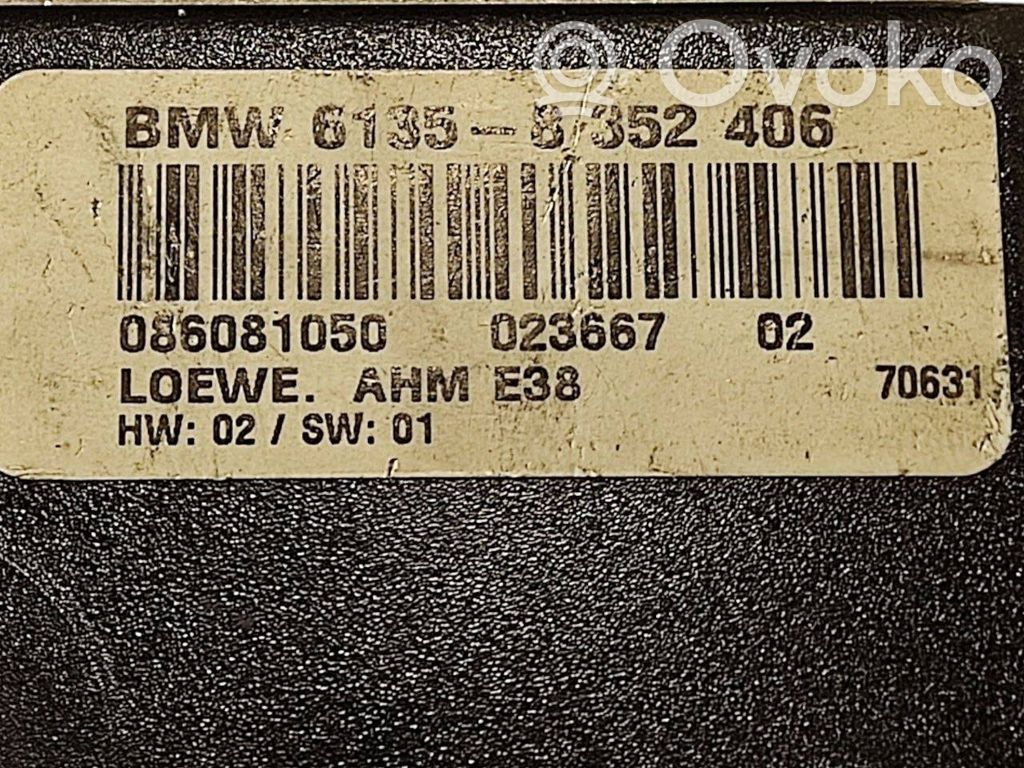 © Ovoko
BMW 6135-8 352 406
086081050 023667 02
LOEWE. AHM E38 70631
HW: 02 / SW: 01